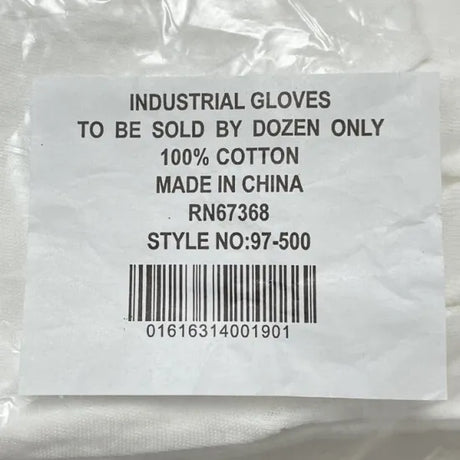 INDUSTRIAL GLOVES
TO BE SOLD BY DOZEN ONLY
100% COTTON
MADE IN CHINA
RN67368
STYLE NO:97-500
01616314001901